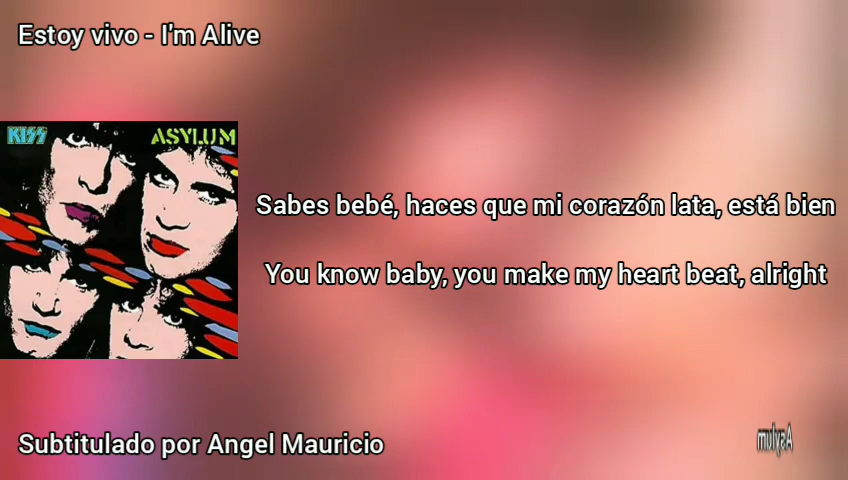 Estoy vivo - I'm Alive
KISS ASYLUM
Sabes bebé, haces que mi corazón lata, está bien
You know baby, you make my heart beat, alright
Subtitulado por Angel Mauricio
Asylum